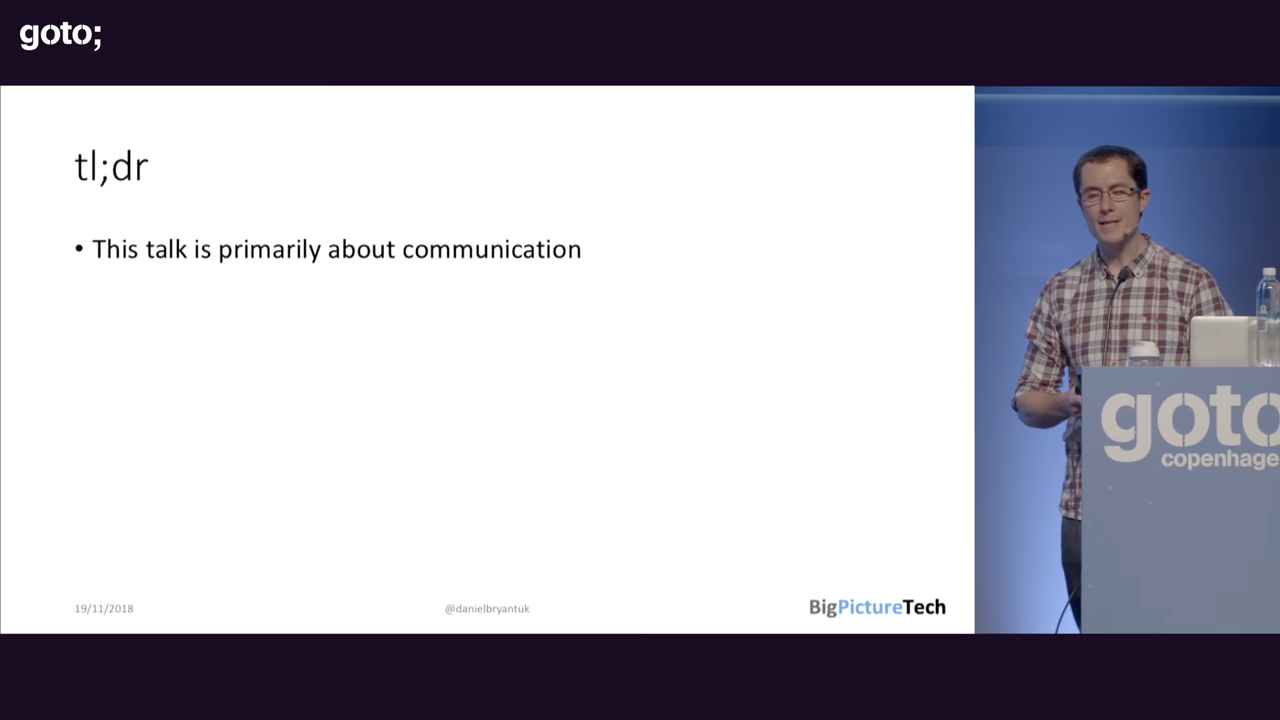 goto;
tl;dr
• This talk is primarily about communication
19/11/2018
@danielbryantuk
BigPictureTech
goto
copenhage